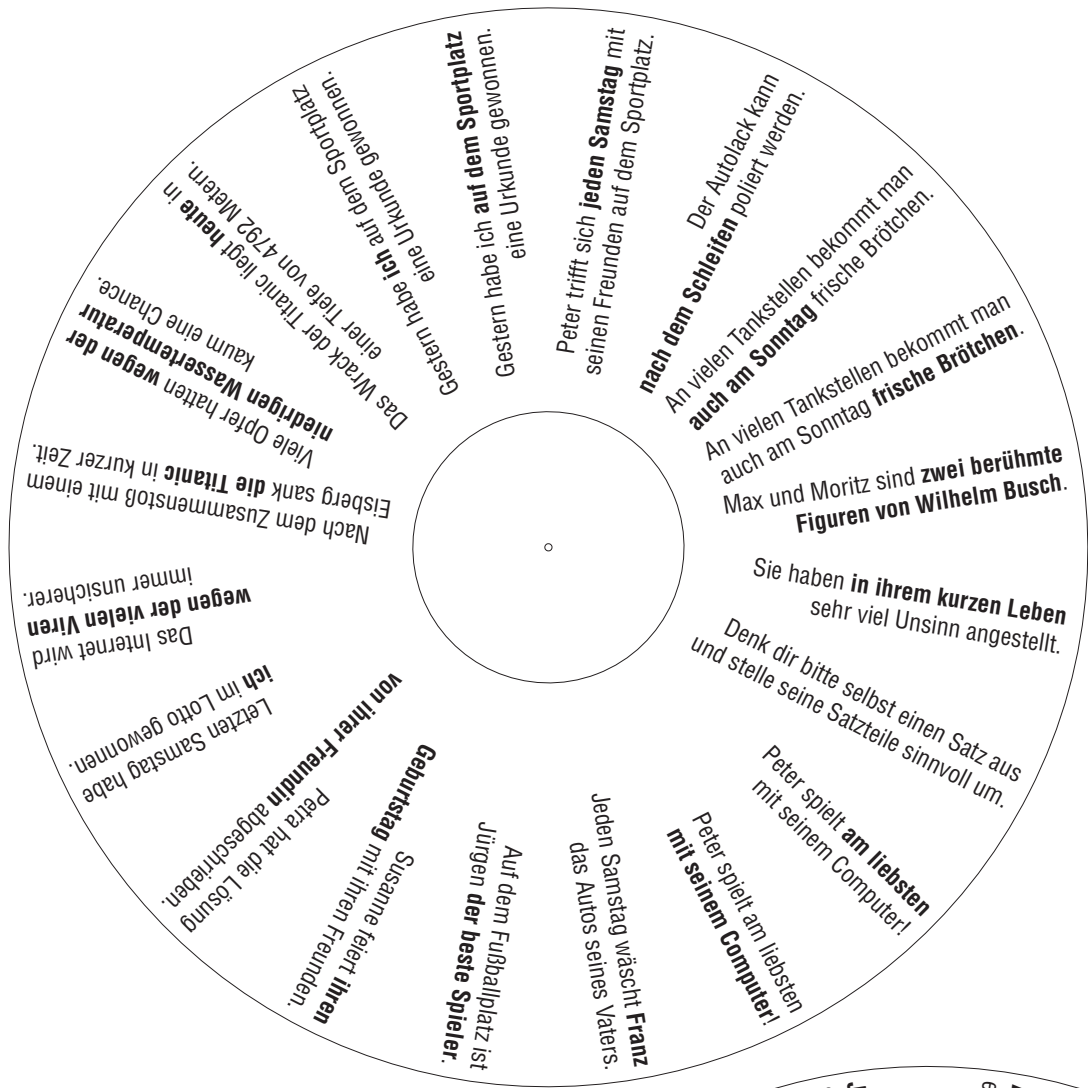 Gestern habe ich auf dem Sportplatz
eine Urkunde gewonnen.
Peter trifft sich jeden Samstag mit
seinen Freunden auf dem Sportplatz.
Der Autolack kann
nach dem Schleifen poliert werden.
An vielen Tankstellen bekommt man
auch am Sonntag frische Brötchen.
An vielen Tankstellen bekommt man
auch am Sonntag frische Brötchen.
Max und Moritz sind zwei berühmte
Figuren von Wilhelm Busch.
Sie haben in ihrem kurzen Leben
sehr viel Unsinn angestellt.
Denk dir bitte selbst einen Satz aus
und stelle seine Satzteile sinnvoll um.
Peter spielt am liebsten
mit seinem Computer!
Peter spielt am liebsten
mit seinem Computer!
Jeden Samstag wäscht Franz
das Autos seines Vaters.
Auf dem Fußballplatz ist
Jürgen der beste Spieler.
Susanne feiert ihren
Geburtstag mit ihren Freunden.
Petra hat die Lösung
von ihrer Freundin abgeschrieben.
Letzten Samstag habe
ich im Lotto gewonnen.
Das Internet wird
wegen der vielen Viren
immer unsicherer.
Nach dem Zusammenstoß mit einem
Eisberg sank die Titanic in kurzer Zeit.
Viele Opfer hatten wegen der
niedrigen Wassertemperatur
kaum eine Chance.
Das Wrack der Titanic liegt heute in
einer Tiefe von 4792 Metern.
Gestern habe ich auf dem Sportplatz
eine Urkunde gewonnen.